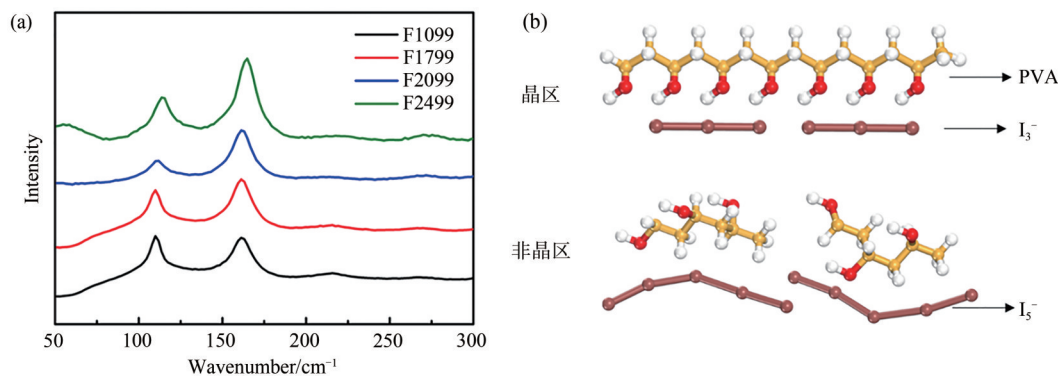 (a)
F1099
F1799
F2099
F2499
Intensity
50 100 150 200 250 300
Wavenumber/cm⁻¹
(b)
晶区
PVA
I₃⁻
非晶区
I₅⁻